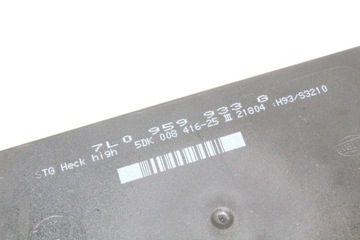 7L0 959 933 G
5DK 008 416-25 III 21804 H93/S3210
STG Heck high